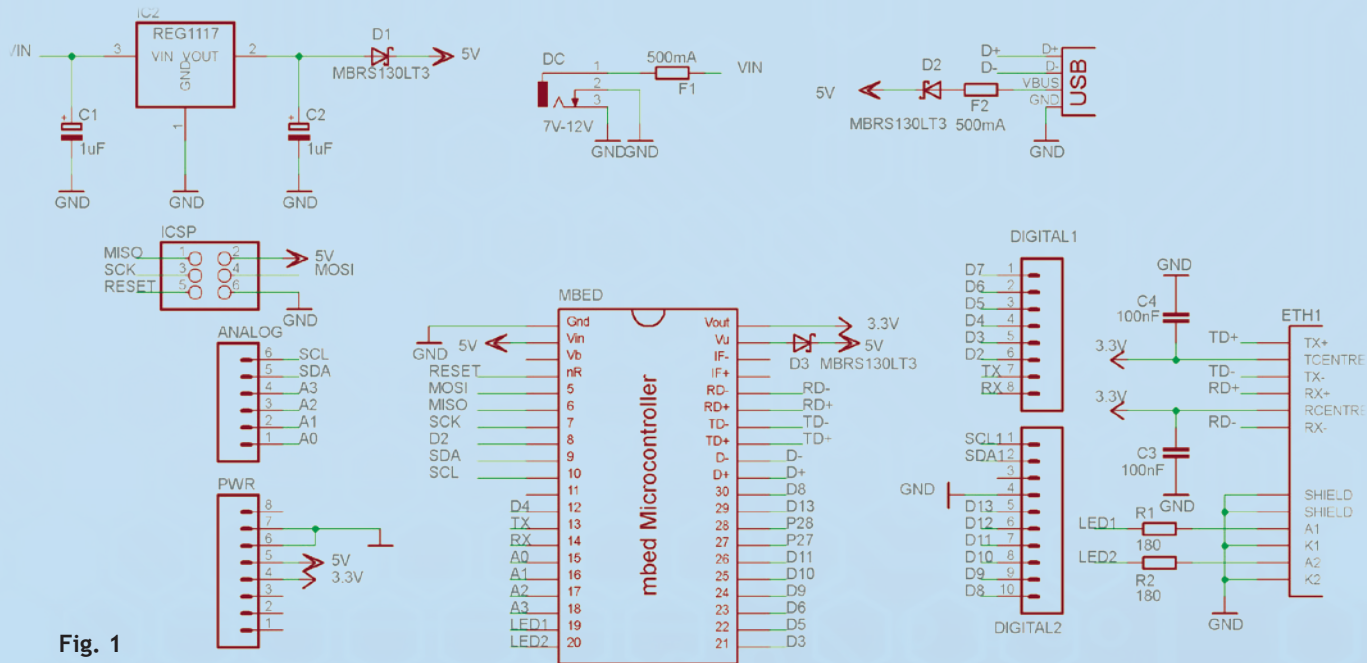 IC2
REG1117
VIN
3
VIN VOUT
GND
2
1
D1
MBRS130LT3
5V
+
C1
1uF
+
C2
1uF
GND
GND
GND
DC
1
2
3
7V-12V
500mA
F1
VIN
GND
GND
5V
D2
MBRS130LT3
F2
500mA
D+
D-
D+
D-
VBUS
GND
USB
GND
ICSP
MISO
SCK
RESET
1
2
3
4
5
6
5V
MOSI
GND
ANALOG
6 SCL
5 SDA
4 A3
3 A2
2 A1
1 A0
PWR
8
7
6
5
4
3
2
1
5V
3.3V
MBED
mbed Microcontroller
GND
5V
RESET
MOSI
MISO
SCK
D2
SDA
SCL
D4
TX
RX
A0
A1
A2
A3
LED1
LED2
Gnd
Vin
Vb
nR
5
6
7
8
9
10
11
12
13
14
15
16
17
18
19
20
Vout
Vu
IF-
IF+
RD-
RD+
TD-
TD+
D-
D+
30
29
28
27
26
25
24
23
22
21
3.3V
5V
D3
MBRS130LT3
RD-
RD+
TD-
TD+
D-
D+
D8
D13
P28
P27
D11
D10
D9
D6
D5
D3
DIGITAL1
D7 1
D6 2
D5 3
D4 4
D3 5
D2 6
TX 7
RX 8
SCL1 1
SDA1 2
3
GND 4
D13 5
D12 6
D11 7
D10 8
D9 9
D8 10
DIGITAL2
GND
C4
100nF
3.3V
3.3V
C3
100nF
GND
ETH1
TD+
TD-
RD+
RD-
TX+
TCENTRE
TX-
RX+
RCENTRE
RX-
SHIELD
SHIELD
A1
K1
A2
K2
LED1
R1
180
LED2
R2
180
GND
Fig. 1